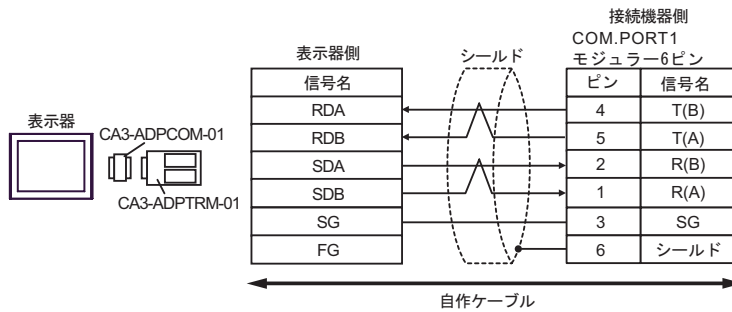 接続機器側
COM.PORT1
モジュラー6ピン
表示器側
シールド
信号名
ピン 信号名
RDA 4 T(B)
RDB 5 T(A)
SDA 2 R(B)
SDB 1 R(A)
SG 3 SG
FG 6 シールド
表示器
CA3-ADPCOM-01
CA3-ADPTRM-01
自作ケーブル